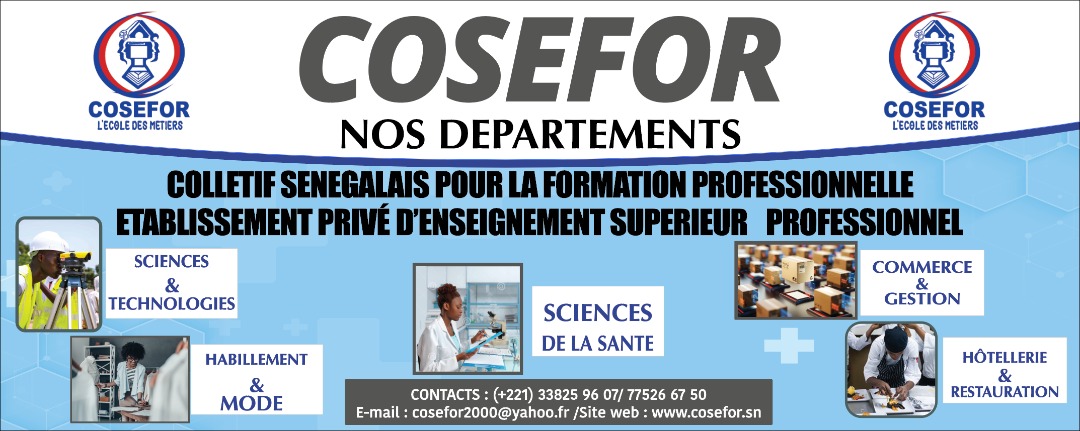 COSEFOR
L'ECOLE DES METIERS
COSEFOR
COSEFOR
L'ECOLE DES METIERS
NOS DEPARTEMENTS
COLLETIF SENEGALAIS POUR LA FORMATION PROFESSIONNELLE
ETABLISSEMENT PRIVÉ D'ENSEIGNEMENT SUPERIEUR PROFESSIONNEL
SCIENCES
&
TECHNOLOGIES
HABILLEMENT
&
MODE
SCIENCES
DE LA SANTE
COMMERCE
&
GESTION
HÔTELLERIE
&
RESTAURATION
CONTACTS : (+221) 33825 96 07/ 77526 67 50
E-mail : cosefor2000@yahoo.fr /Site web : www.cosefor.sn